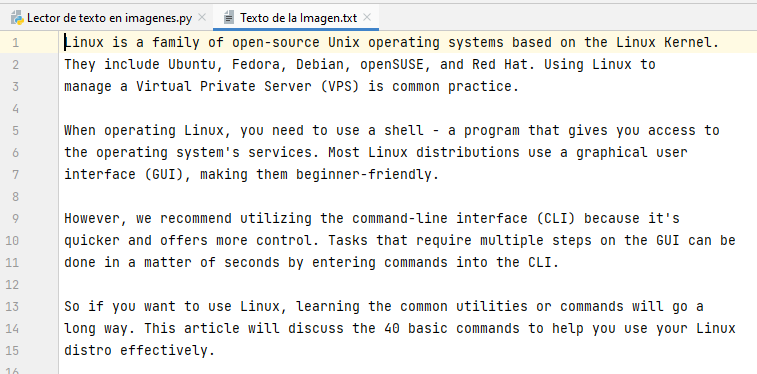 Lector de texto en imagenes.py Texto de la Imagen.txt
1 Linux is a family of open-source Unix operating systems based on the Linux Kernel.
2 They include Ubuntu, Fedora, Debian, openSUSE, and Red Hat. Using Linux to
3 manage a Virtual Private Server (VPS) is common practice.
4
5 When operating Linux, you need to use a shell - a program that gives you access to
6 the operating system's services. Most Linux distributions use a graphical user
7 interface (GUI), making them beginner-friendly.
8
9 However, we recommend utilizing the command-line interface (CLI) because it's
10 quicker and offers more control. Tasks that require multiple steps on the GUI can be
11 done in a matter of seconds by entering commands into the CLI.
12
13 So if you want to use Linux, learning the common utilities or commands will go a
14 long way. This article will discuss the 40 basic commands to help you use your Linux
15 distro effectively.
16